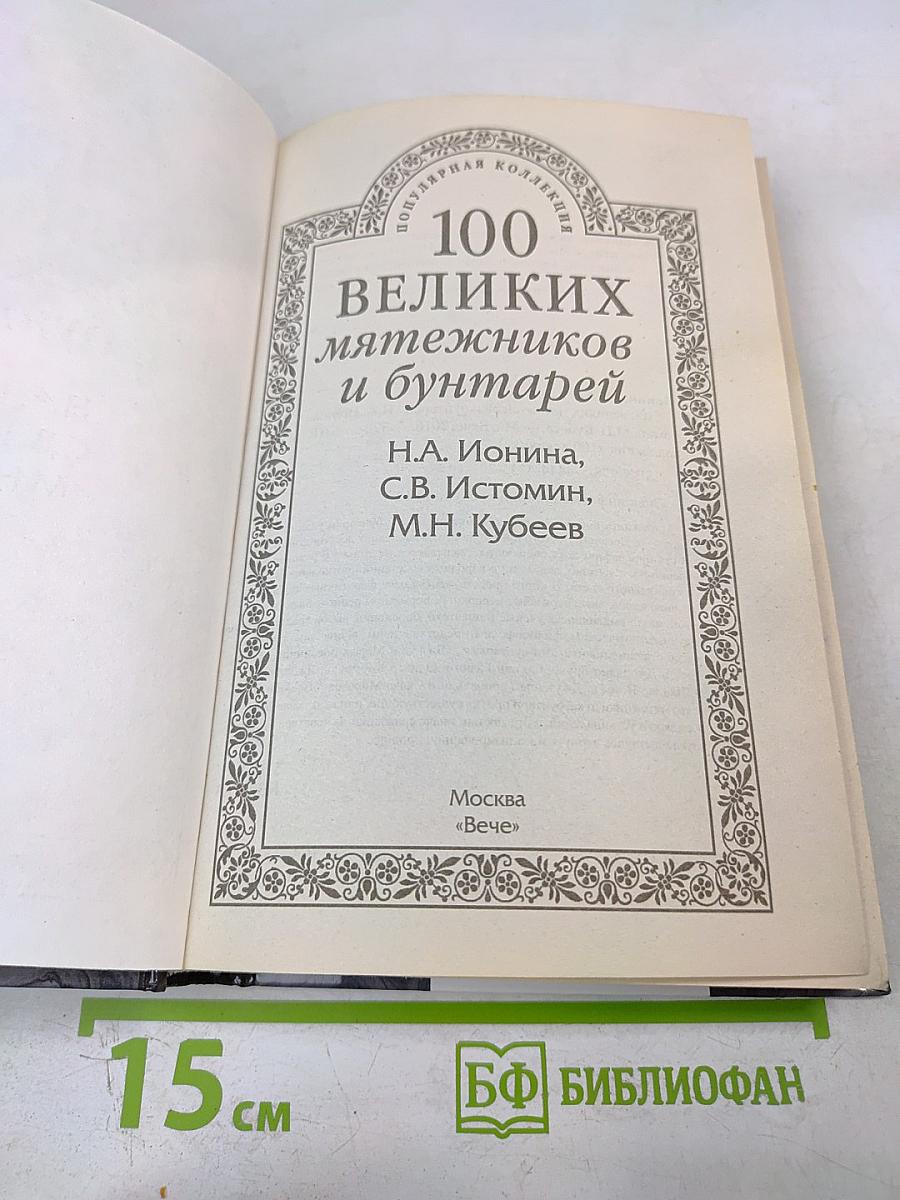 ПОПУЛЯРНАЯ КОЛЛЕКЦИЯ
100
ВЕЛИКИХ
мятежников
и бунтарей
Н.А. Ионина,
С.В. Истомин,
М.Н. Кубеев
Москва
«Вече»
15 см
БФ БИБЛИОФАН